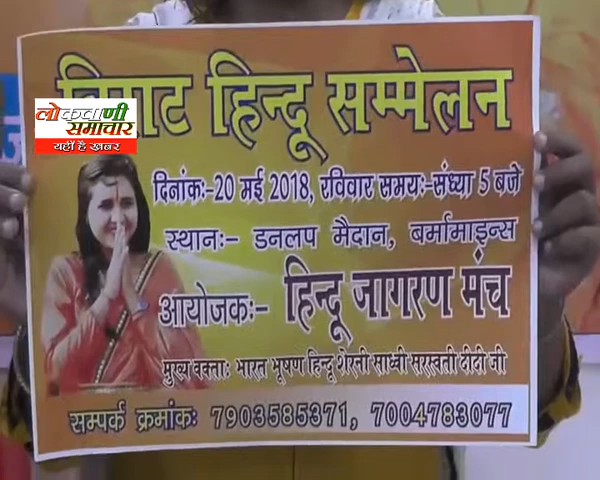 लोकवाणी
समाचार
यहीं है खबर
विराट हिन्दू सम्मेलन
दिनांकः-20 मई 2018, रविवार समयः-संध्या 5 बजे
स्थानः- डनलप मैदान, बर्मामाइन्स
आयोजकः- हिन्दू जागरण मंच
मुख्य वक्ताः भारत भूषण हिन्दू शेरनी साध्वी सरस्वती दीदी जी
सम्पर्क क्रमांकः 7903585371, 7004783077